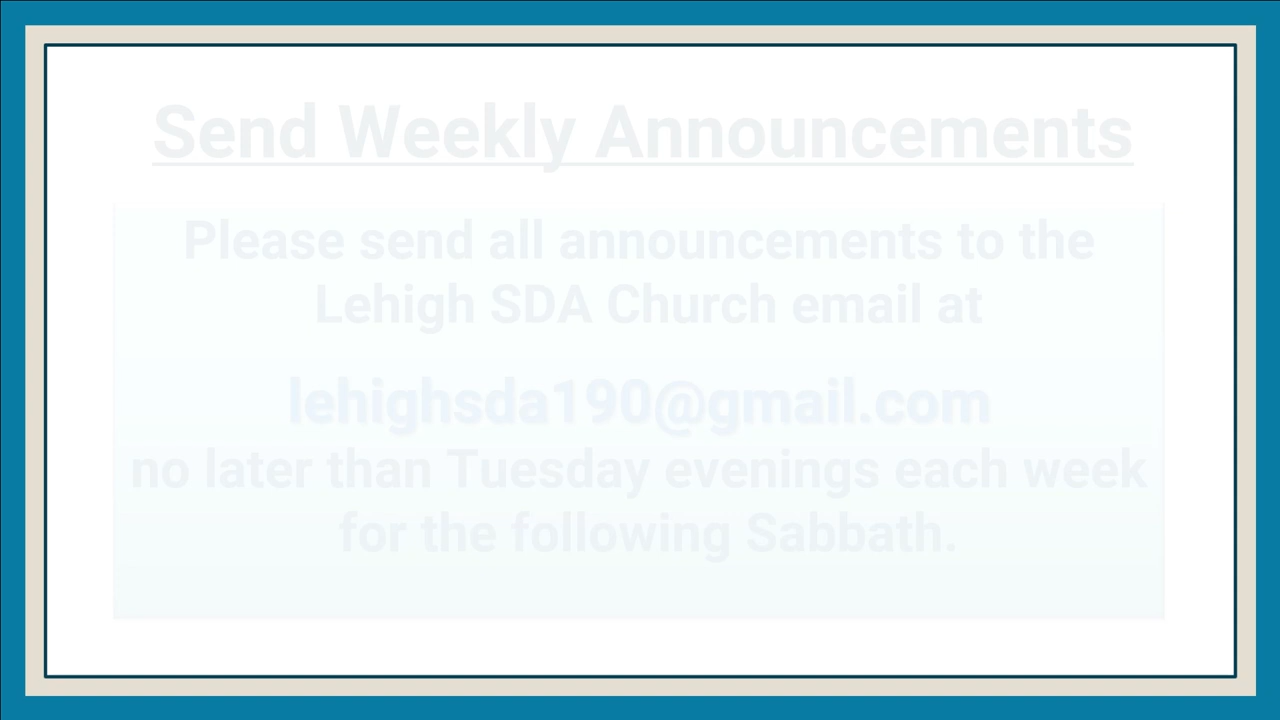 Send Weekly Announcements
Please send all announcements to the
Lehigh SDA Church email at
lehighsda190@gmail.com
no later than Tuesday evenings each week
for the following Sabbath.